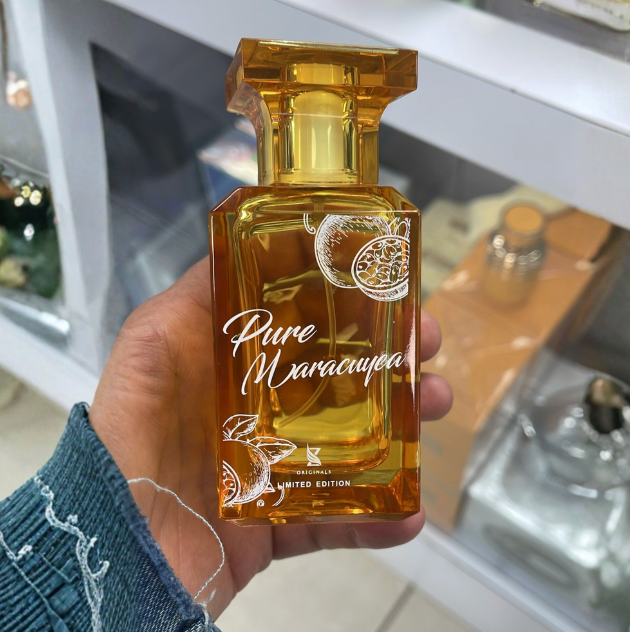 Pure
Maracuyea
ORIGINALS
LIMITED EDITION